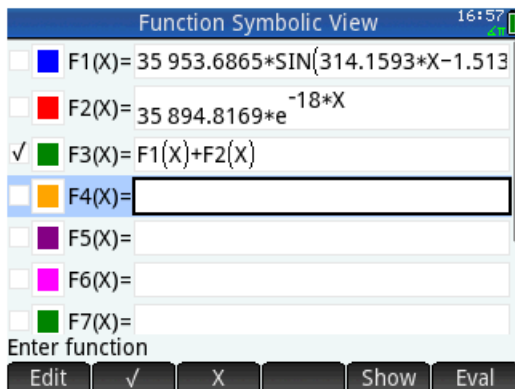 Function Symbolic View 16:57
∡π
F1(X)= 35 953.6865*SIN(314.1593*X−1.513
F2(X)= 35 894.8169*e^-18*X
√ F3(X)= F1(X)+F2(X)
F4(X)=
F5(X)=
F6(X)=
F7(X)=
Enter function
Edit √ X Show Eval